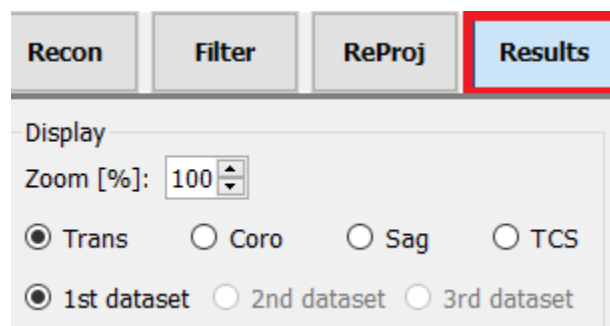 Recon Filter ReProj Results
Display
Zoom [%]: 100
Trans Coro Sag TCS
1st dataset 2nd dataset 3rd dataset